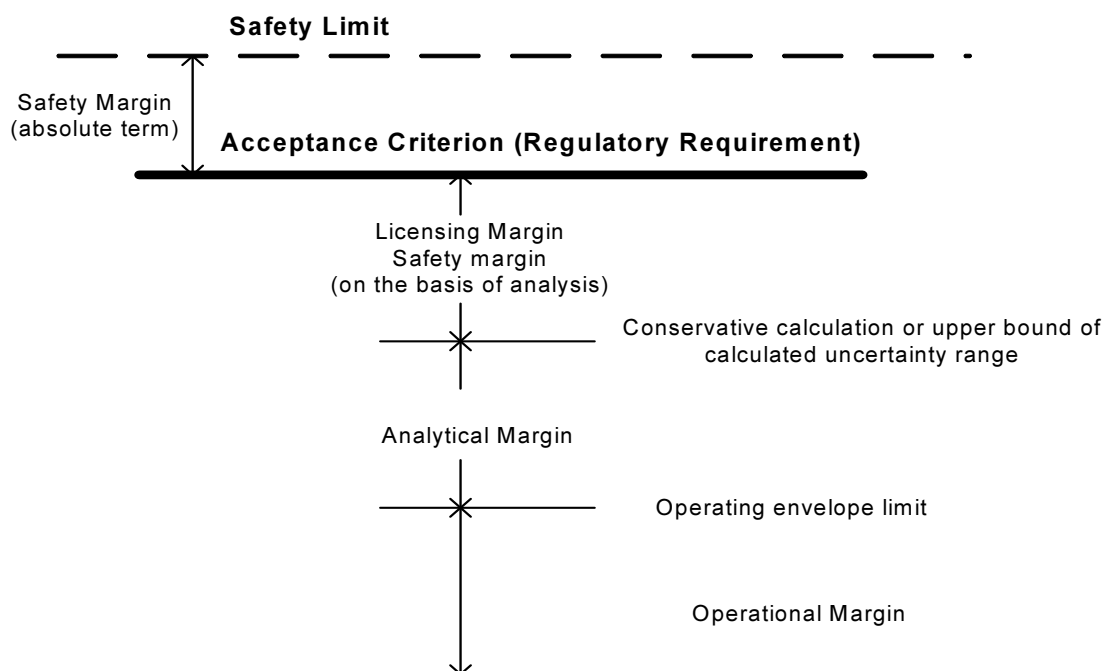 Safety Limit
Safety Margin
(absolute term)
Acceptance Criterion (Regulatory Requirement)
Licensing Margin
Safety margin
(on the basis of analysis)
Conservative calculation or upper bound of
calculated uncertainty range
Analytical Margin
Operating envelope limit
Operational Margin